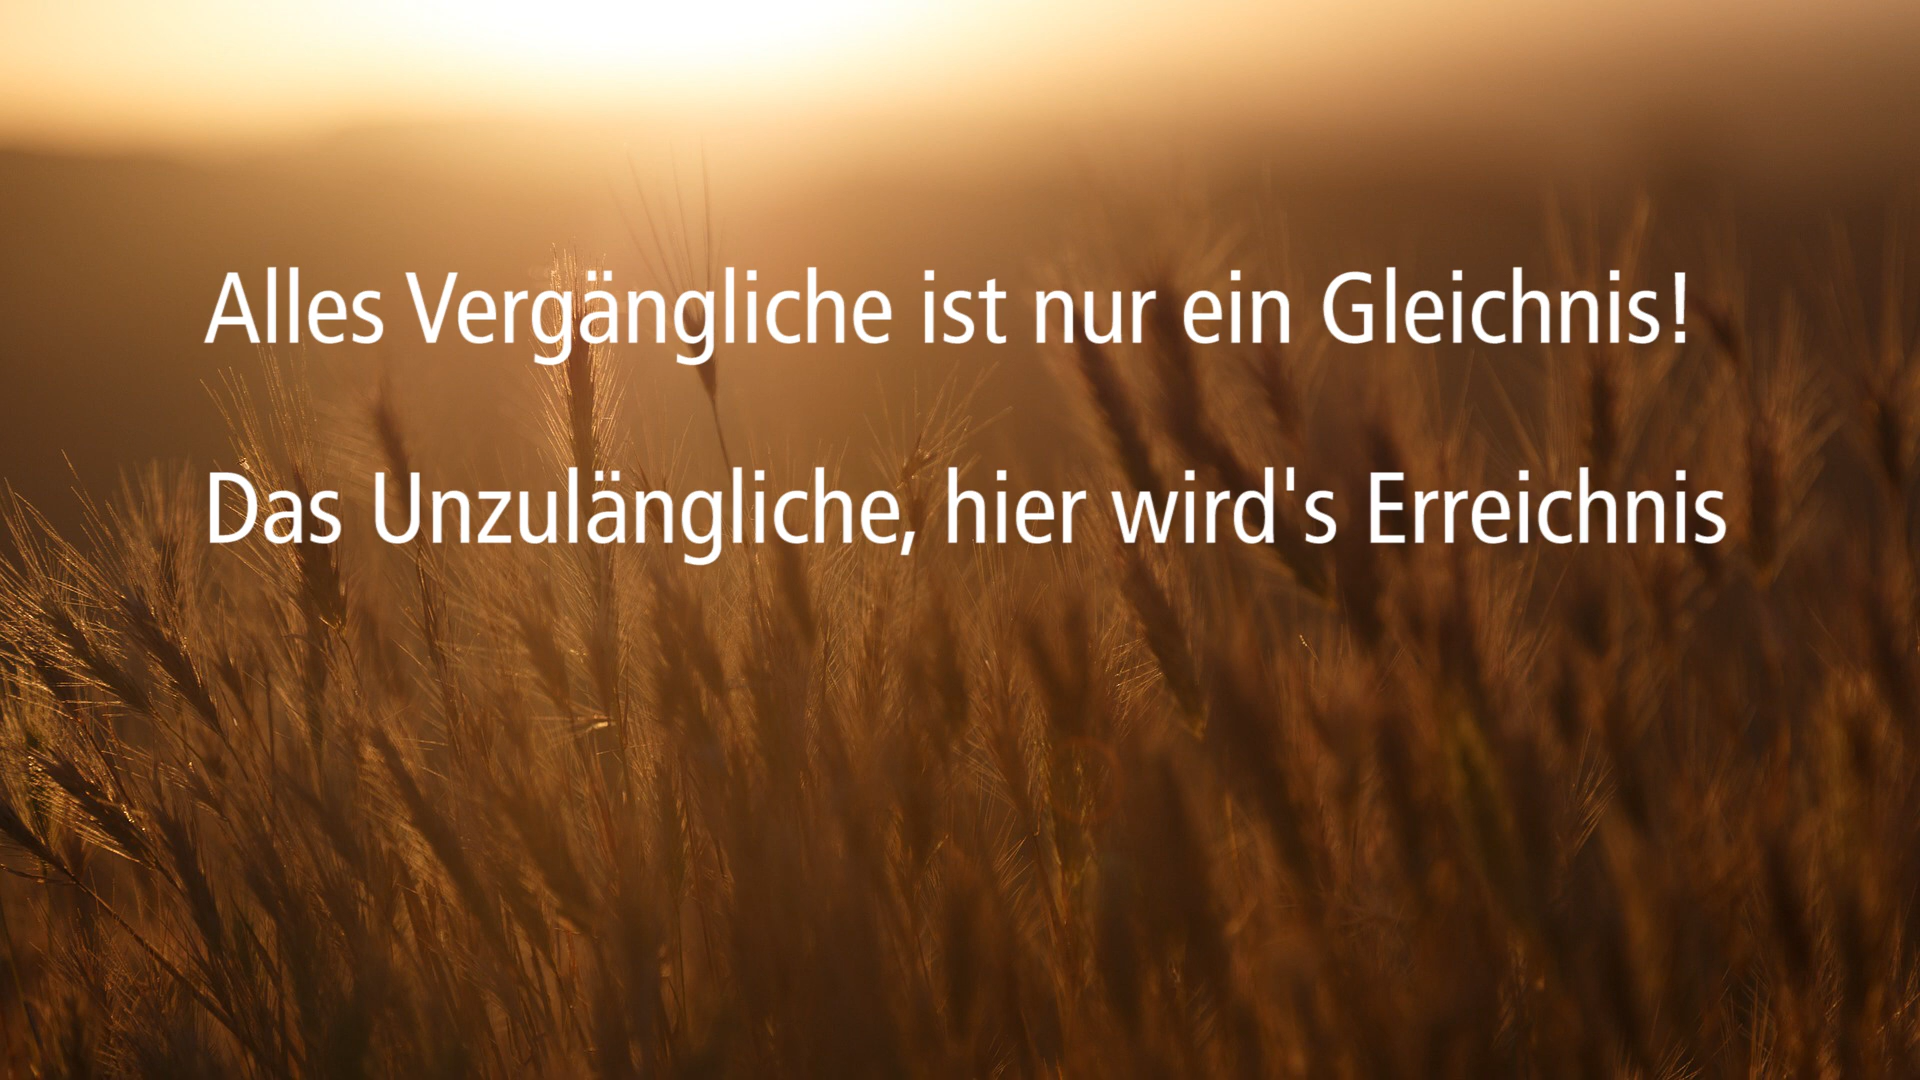 Alles Vergängliche ist nur ein Gleichnis!
Das Unzulängliche, hier wird's Erreichnis